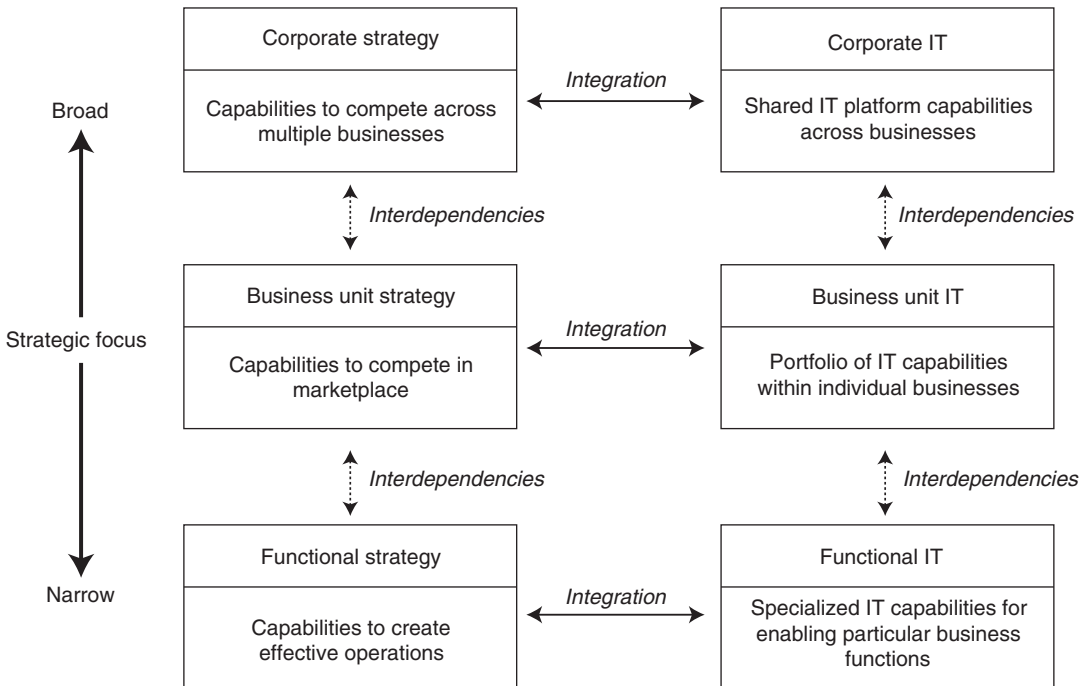 Corporate strategy
Corporate IT
Integration
Broad
Capabilities to compete across
multiple businesses
Shared IT platform capabilities
across businesses
Interdependencies
Interdependencies
Business unit strategy
Business unit IT
Integration
Strategic focus
Capabilities to compete in
marketplace
Portfolio of IT capabilities
within individual businesses
Interdependencies
Interdependencies
Functional strategy
Functional IT
Integration
Narrow
Capabilities to create
effective operations
Specialized IT capabilities for
enabling particular business
functions